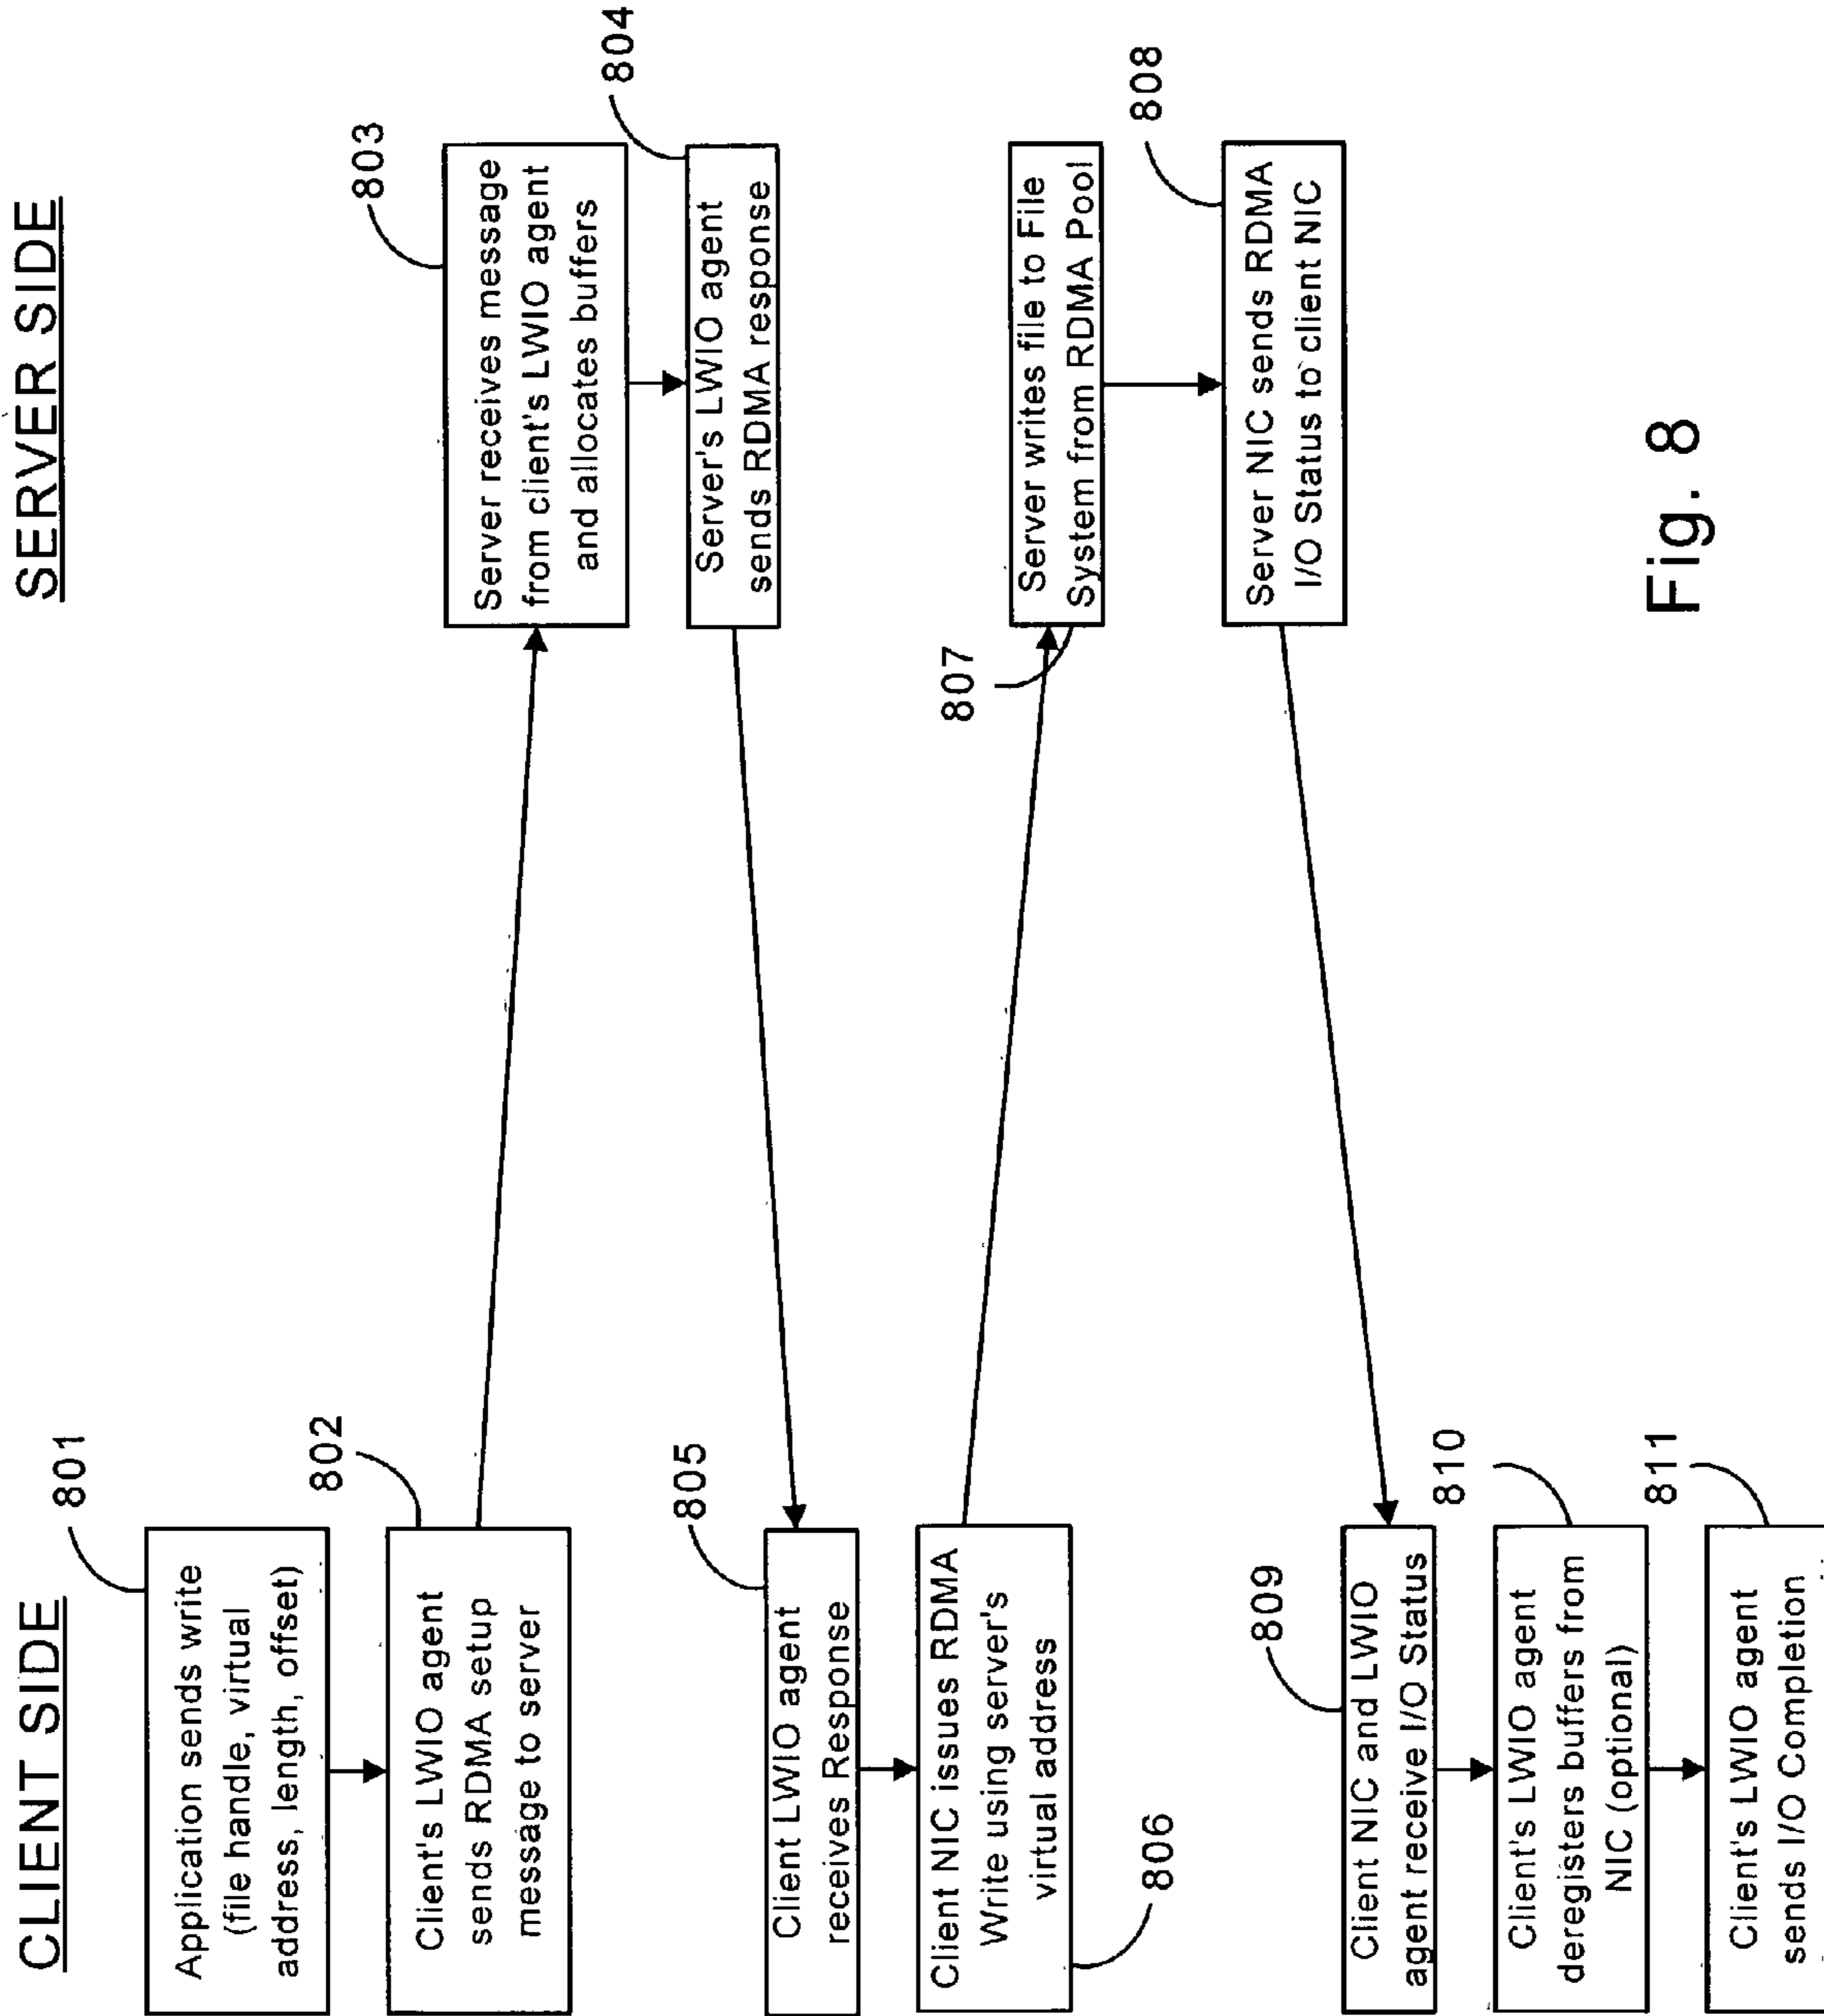 CLIENT SIDE
SERVER SIDE
801
Application sends write
(file handle, virtual
address, length, offset)
802
Client's LWIO agent
sends RDMA setup
message to server
803
Server receives message
from client's LWIO agent
and allocates buffers
804
Server's LWIO agent
sends RDMA response
805
Client LWIO agent
receives Response
Client NIC issues RDMA
Write using server's
virtual address
806
Server writes file to File
System from RDMA Pool
807
808
Server NIC sends RDMA
I/O Status to client NIC
809
Client NIC and LWIO
agent receive I/O Status
810
Client's LWIO agent
deregisters buffers from
NIC (optional)
811
Client's LWIO agent
sends I/O Completion
Fig. 8